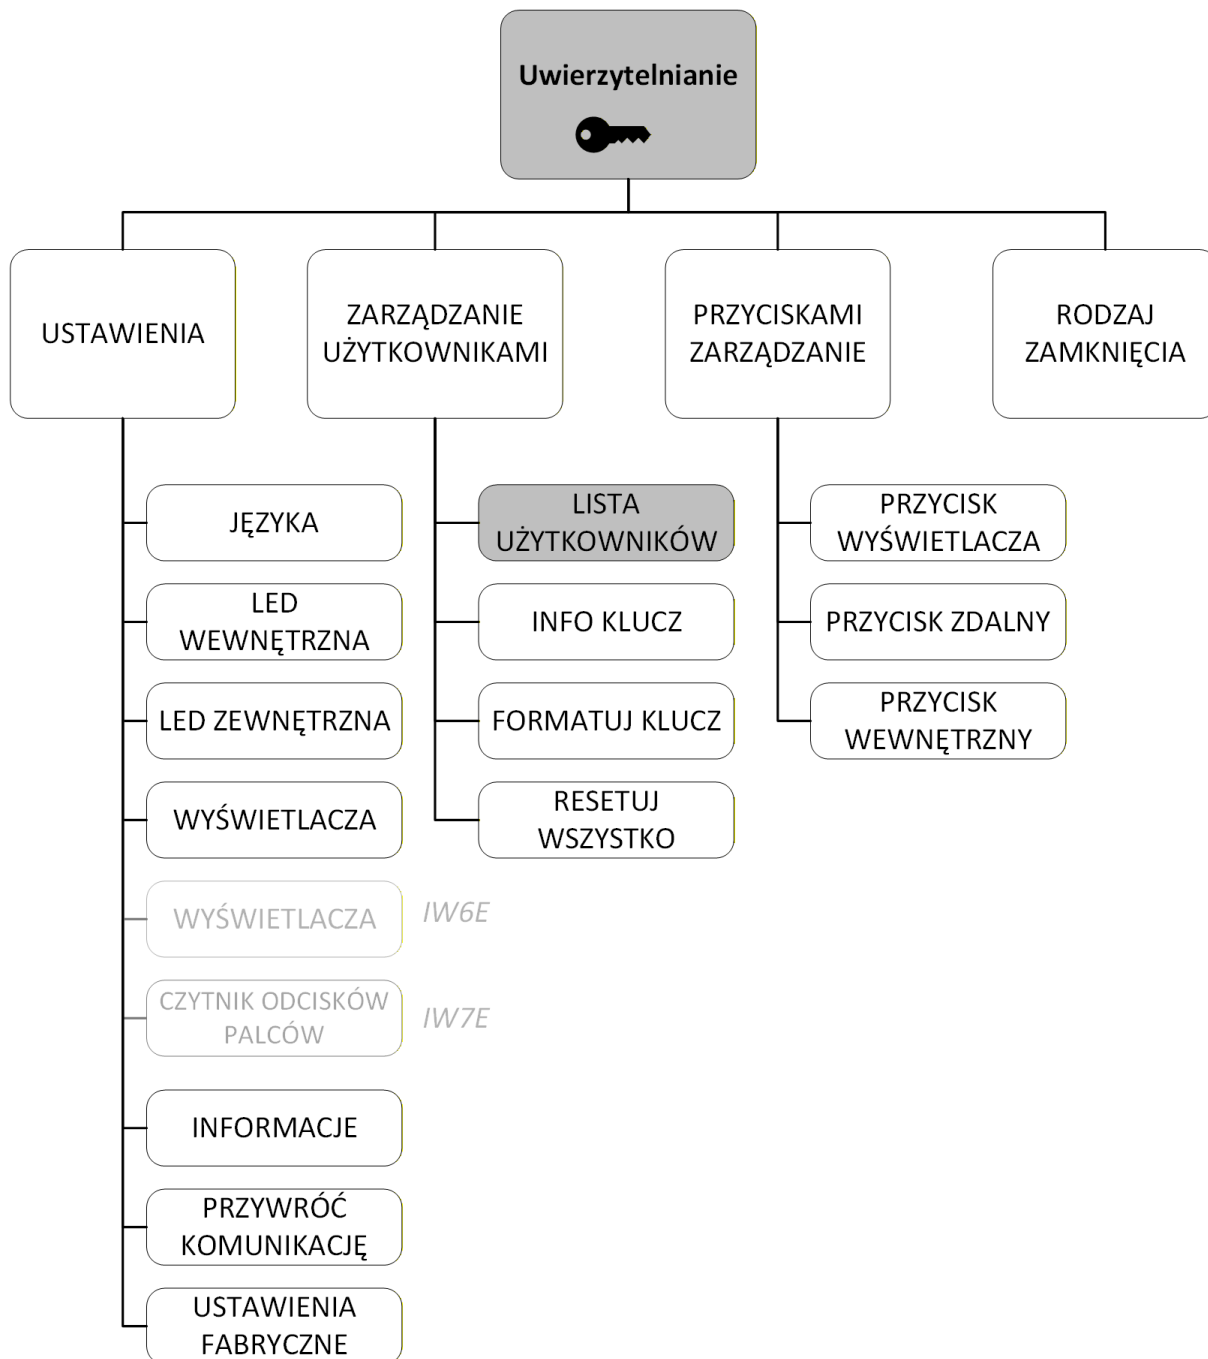 Uwierzytelnianie
USTAWIENIA
ZARZĄDZANIE
UŻYTKOWNIKAMI
PRZYCISKAMI
ZARZĄDZANIE
RODZAJ
ZAMKNIĘCIA
JĘZYKA
LED
WEWNĘTRZNA
LED ZEWNĘTRZNA
WYŚWIETLACZA
WYŚWIETLACZA
IW6E
CZYTNIK ODCISKÓW
PALCÓW
IW7E
INFORMACJE
PRZYWRÓĆ
KOMUNIKACJĘ
USTAWIENIA
FABRYCZNE
LISTA
UŻYTKOWNIKÓW
INFO KLUCZ
FORMATUJ KLUCZ
RESETUJ
WSZYSTKO
PRZYCISK
WYŚWIETLACZA
PRZYCISK ZDALNY
PRZYCISK
WEWNĘTRZNY